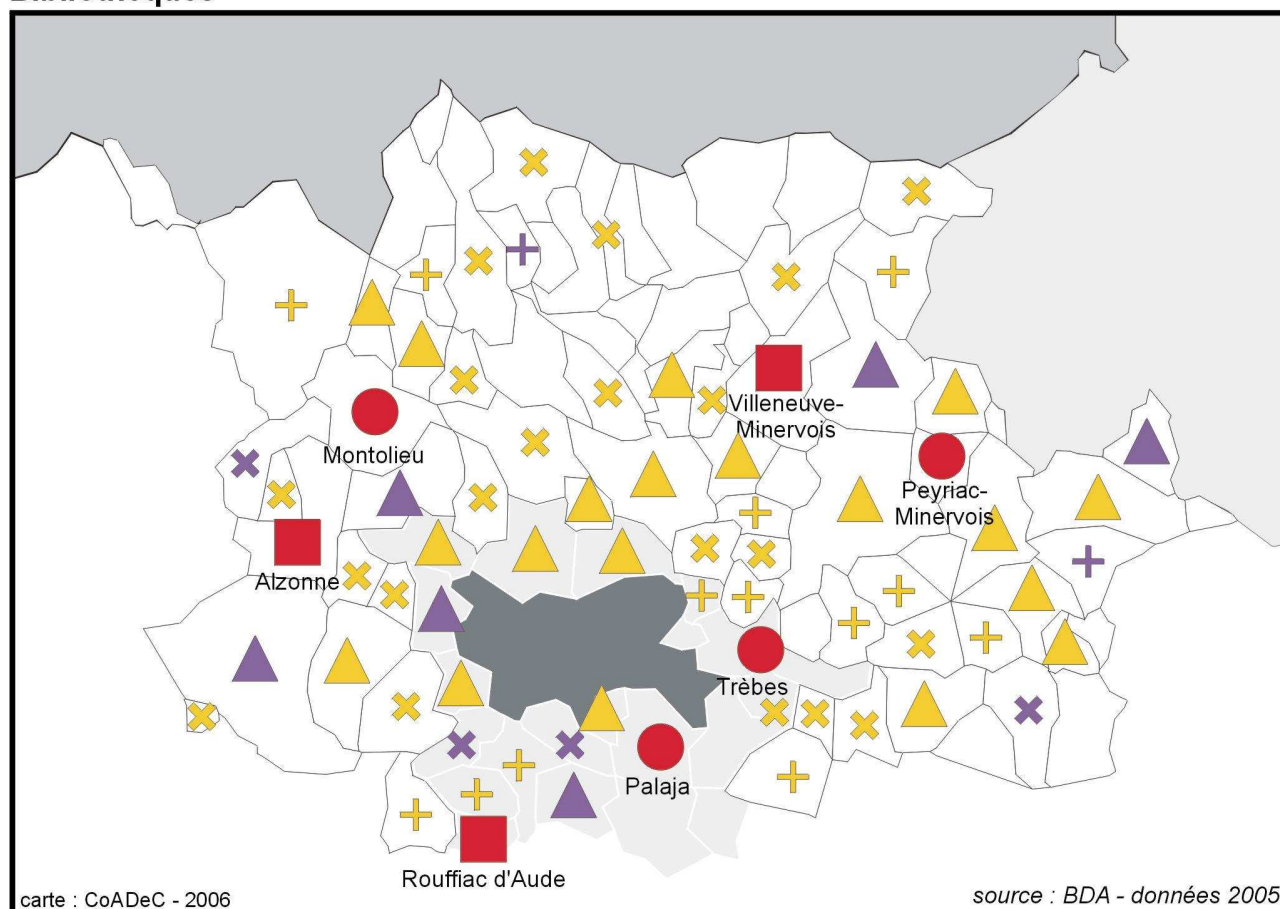 Villeneuve-
Minervois
Montolieu
Peyriac-
Minervois
Alzonne
Trèbes
Palaja
Rouffiac d'Aude
carte : CoADeC - 2006
source : BDA - données 2005